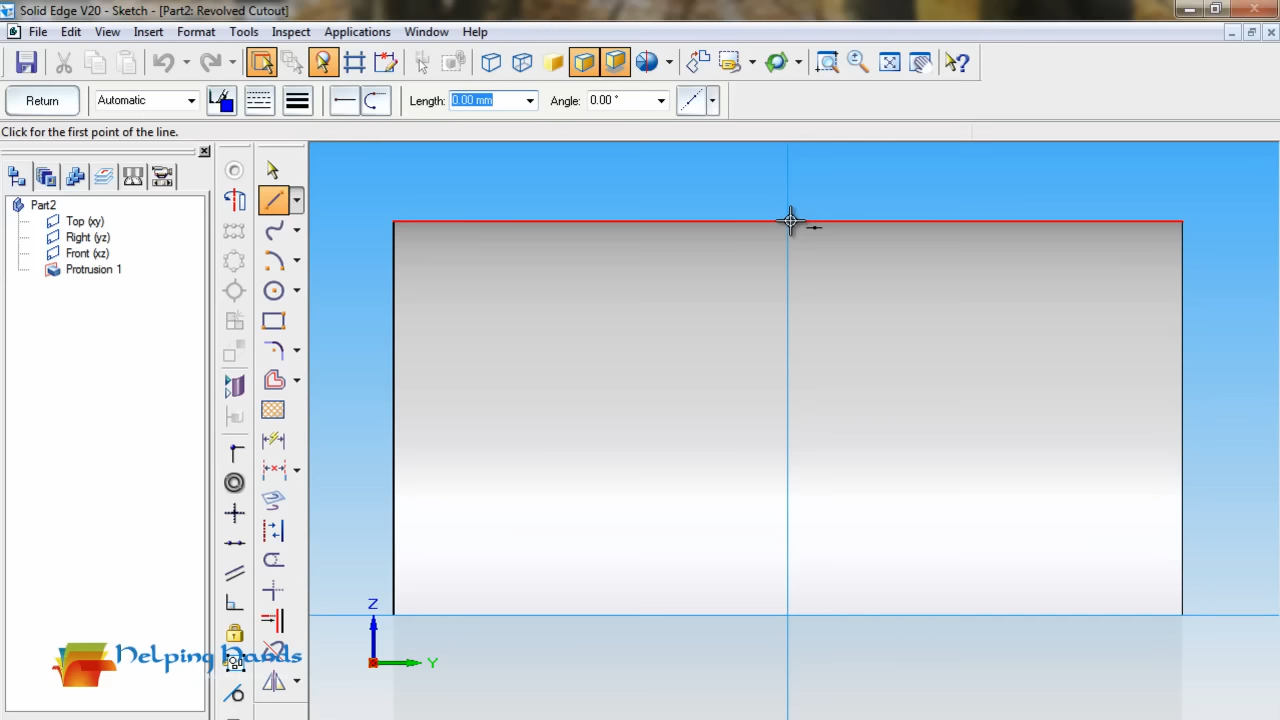 Solid Edge V20 - Sketch - [Part2: Revolved Cutout]
File Edit View Insert Format Tools Inspect Applications Window Help
Return Automatic Length: 0.00 mm Angle: 0.00 °
Click for the first point of the line.
Part2
Top (xy)
Right (yz)
Front (xz)
Protrusion 1
Z
Y
Helping Hands